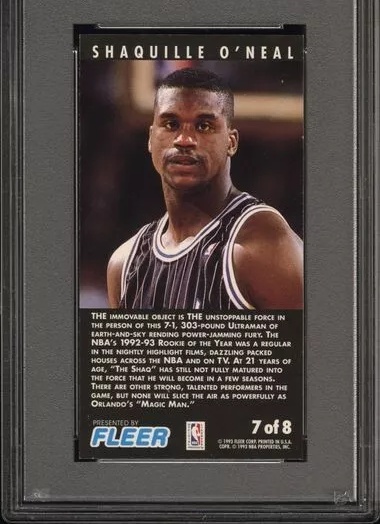 SHAQUILLE O'NEAL
THE IMMOVABLE OBJECT IS THE UNSTOPPABLE FORCE IN
THE PERSON OF THIS 7-1, 303-POUND ULTRAMAN OF
EARTH-AND-SKY RENDING POWER-JAMMING FURY. THE
NBA'S 1992-93 ROOKIE OF THE YEAR WAS A REGULAR
IN THE NIGHTLY HIGHLIGHT FILMS, DAZZLING PACKED
HOUSES ACROSS THE NBA AND ON TV. AT 21 YEARS OF
AGE, "THE SHAQ" HAS STILL NOT FULLY MATURED INTO
THE FORCE THAT HE WILL BECOME IN A FEW SEASONS.
THERE ARE OTHER STRONG, TALENTED PERFORMERS IN THE
GAME, BUT NONE WILL SLICE THE AIR AS POWERFULLY AS
ORLANDO'S "MAGIC MAN."
PRESENTED BY
FLEER
NBA
7 of 8
© 1993 FLEER CORP. PRINTED IN U.S.A.
COPR. © 1993 NBA PROPERTIES, INC.